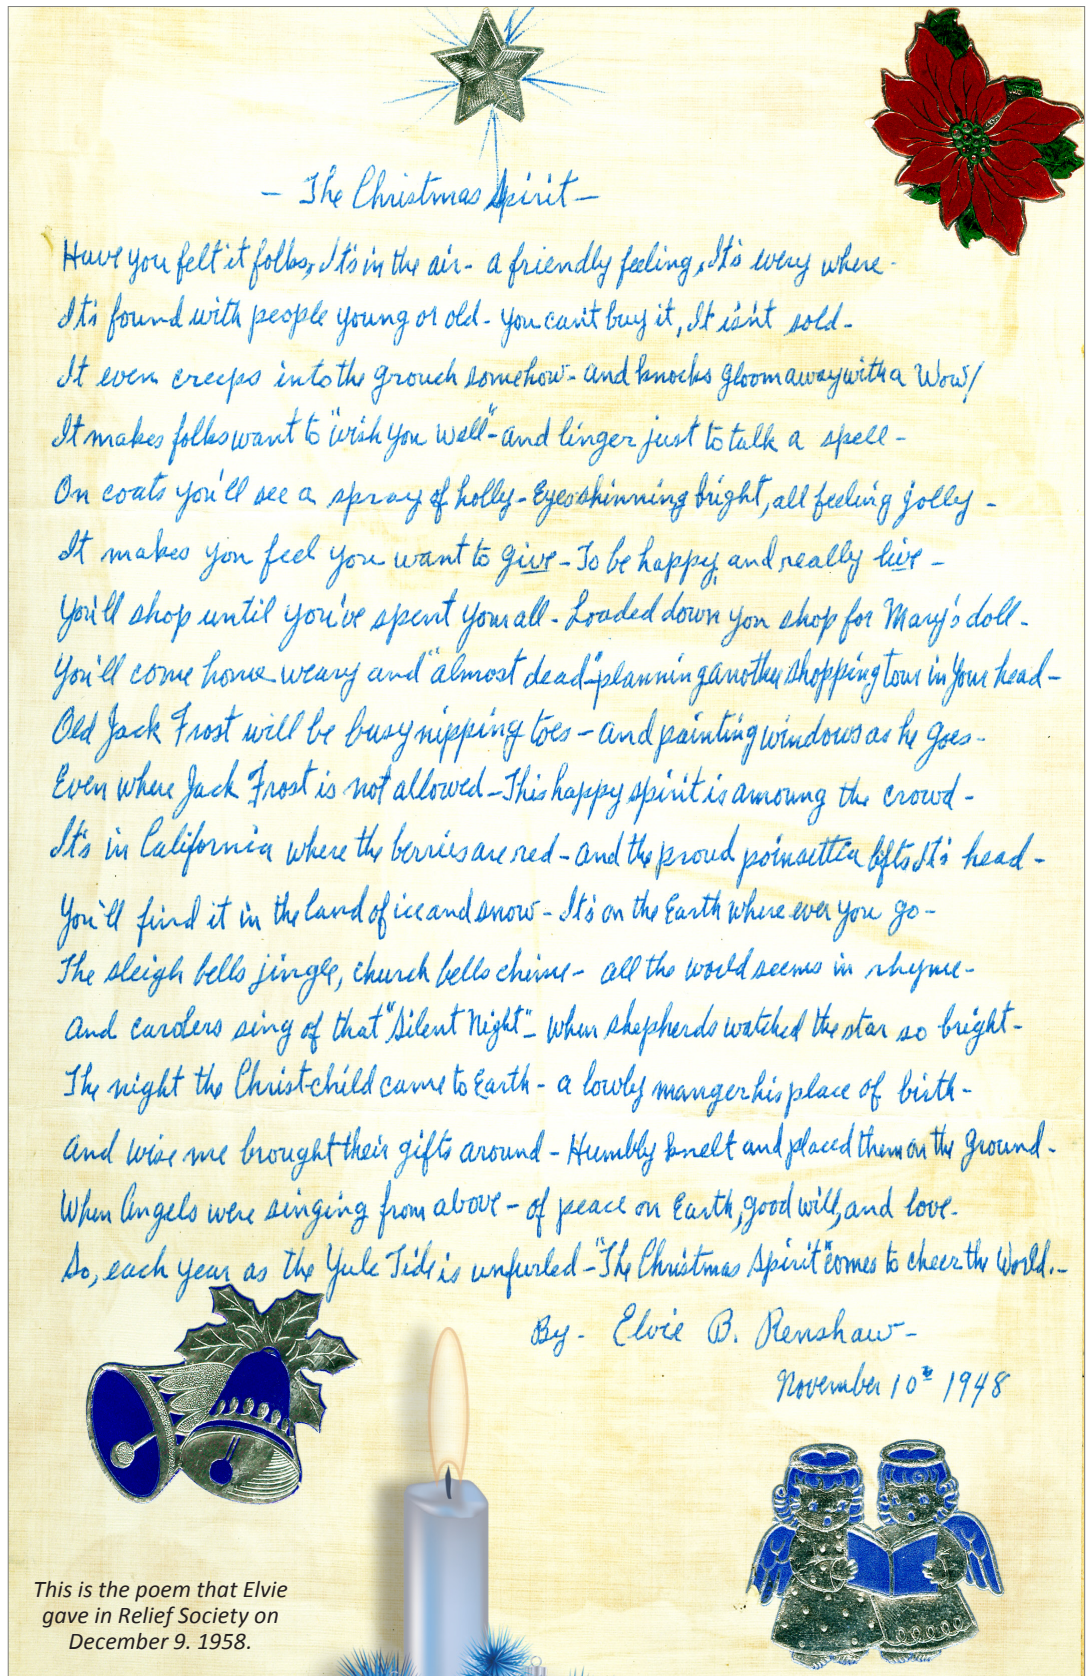 - The Christmas Spirit -
Have you felt it folks, It's in the air - a friendly feeling, It's every where -
It's found with people young or old - you can't buy it, It isn't sold -
It even creeps into the grouch somehow - and knocks gloom away with a Wow!
It makes folks want to "wish you well" - and linger just to talk a spell -
On coats you'll see a spray of holly - Eyes shinning bright, all feeling jolly -
It makes you feel you want to give - To be happy, and really live -
You'll shop until you've spent your all - Loaded down you shop for Mary's doll -
You'll come home weary and "almost dead" - planning another shopping tour in your head -
Old Jack Frost will be busy nipping toes - and painting windows as he goes -
Even where Jack Frost is not allowed - This happy spirit is amoung the crowd -
It's in California where the berries are red - and the proud poinsettia lifts It's head -
You'll find it in the land of ice and snow - It's on the Earth where ever you go -
The sleigh bells jingle, church bells chime - all the world seems in rhyme -
And carolers sing of that "Silent Night" - when shepherds watched the star so bright -
The night the Christ-child came to Earth - a lowly manger his place of birth -
And wise me brought their gifts around - Humbly knelt and placed them on the ground -
When Angels were singing from above - of peace on Earth, good will, and love -
So, each year as the Yule Tide is unfurled - "The Christmas Spirit" comes to cheer the World. -
By - Elvie B. Renshaw -
November 10th 1948
This is the poem that Elvie
gave in Relief Society on
December 9. 1958.